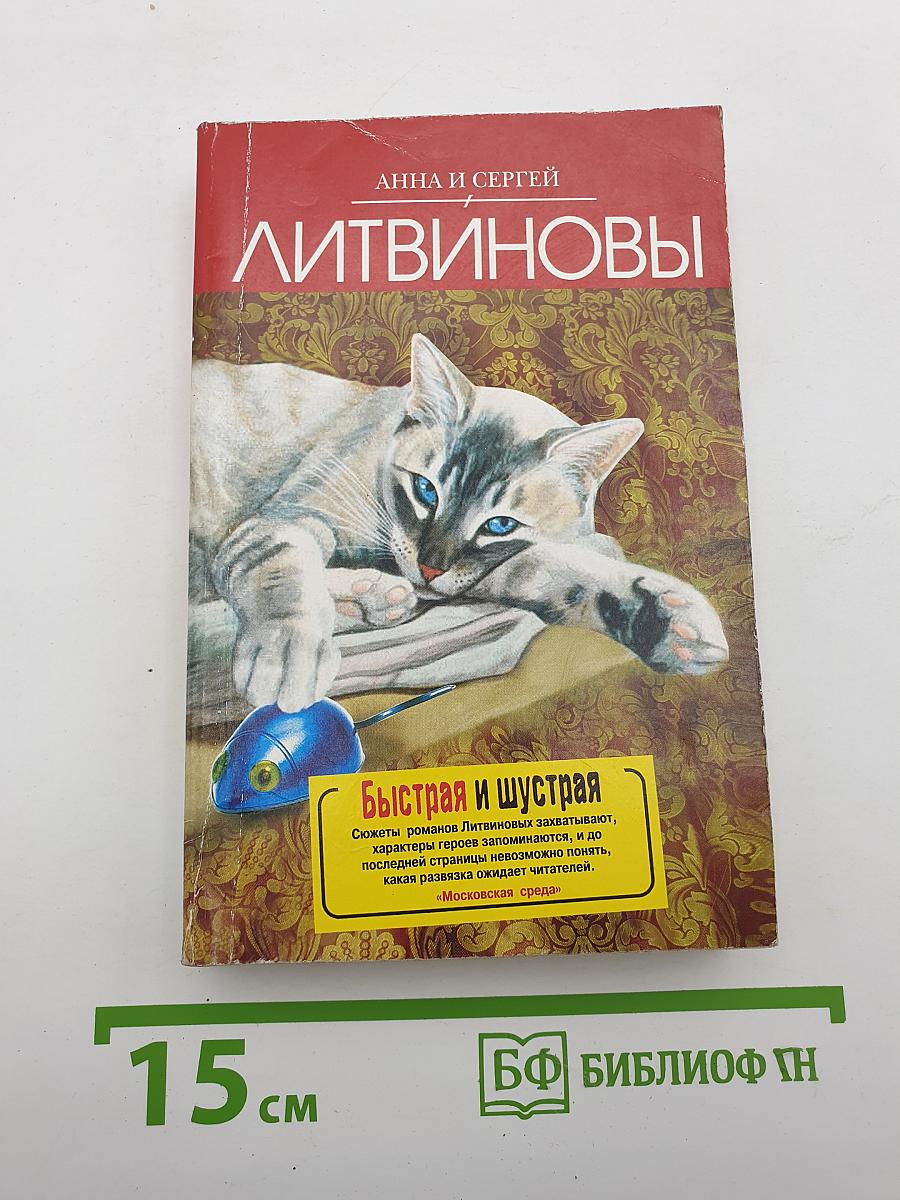 АННА И СЕРГЕЙ
ЛИТВИНОВЫ
Быстрая и шустрая
Сюжеты романов Литвиновых захватывают,
характеры героев запоминаются, и до
последней страницы невозможно понять,
какая развязка ожидает читателей.
«Московская среда»
15 см
БФ БИБЛИОФ Н